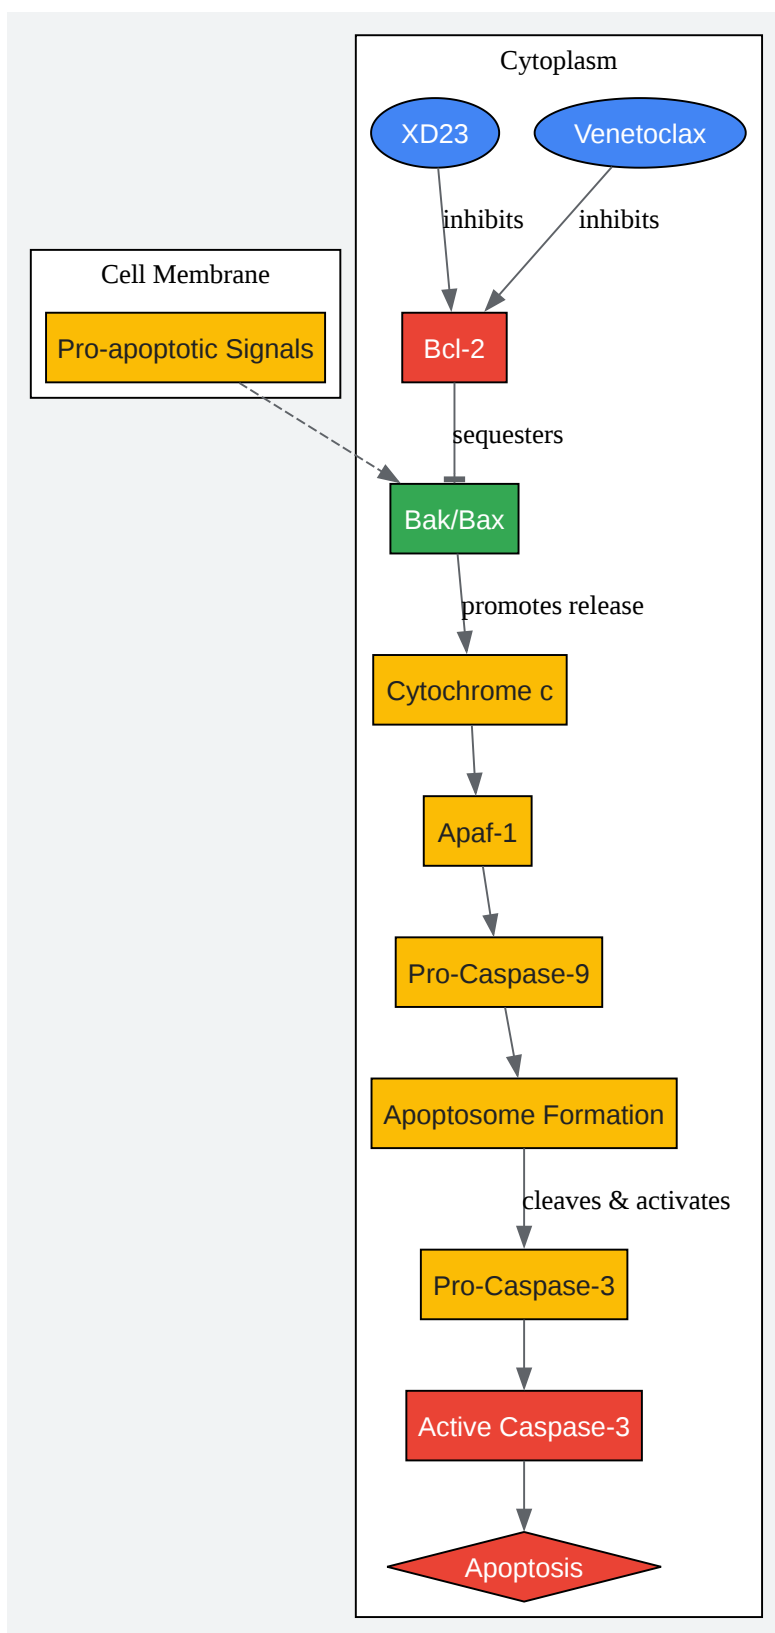 Cytoplasm
XD23
Venetoclax
inhibits
inhibits
Cell Membrane
Pro-apoptotic Signals
Bcl-2
sequesters
Bak/Bax
promotes release
Cytochrome c
Apaf-1
Pro-Caspase-9
Apoptosome Formation
cleaves & activates
Pro-Caspase-3
Active Caspase-3
Apoptosis